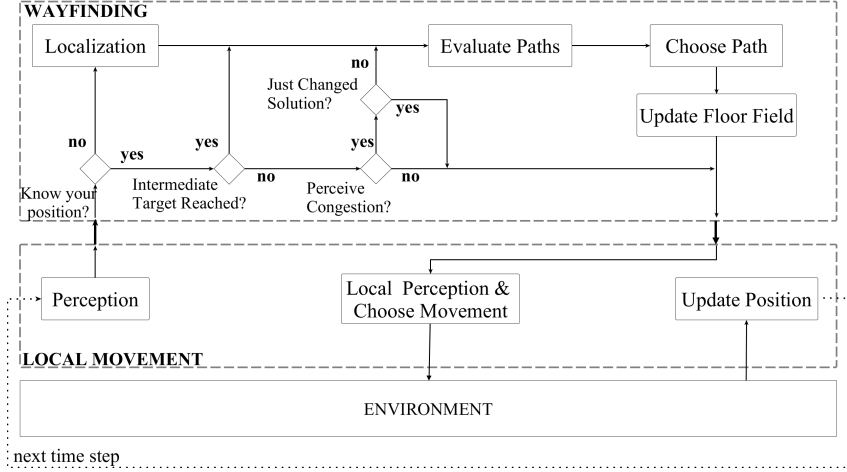 WAYFINDING
Localization
Evaluate Paths
Choose Path
no
Just Changed
Solution?
yes
Update Floor Field
no
yes
yes
yes
Intermediate
Target Reached?
no
Perceive
Congestion?
no
Know your
position?
Perception
Local Perception &
Choose Movement
Update Position
LOCAL MOVEMENT
ENVIRONMENT
next time step